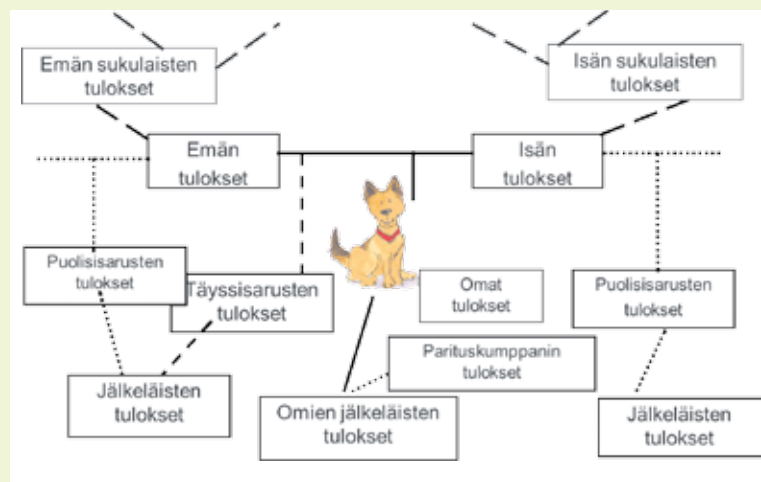 Emän sukulaisten
tulokset
Isän sukulaisten
tulokset
Emän
tulokset
Isän
tulokset
Puolisisarusten
tulokset
Täyssisarusten
tulokset
Omat
tulokset
Puolisisarusten
tulokset
Parituskumppanin
tulokset
Jälkeläisten
tulokset
Omien jälkeläisten
tulokset
Jälkeläisten
tulokset